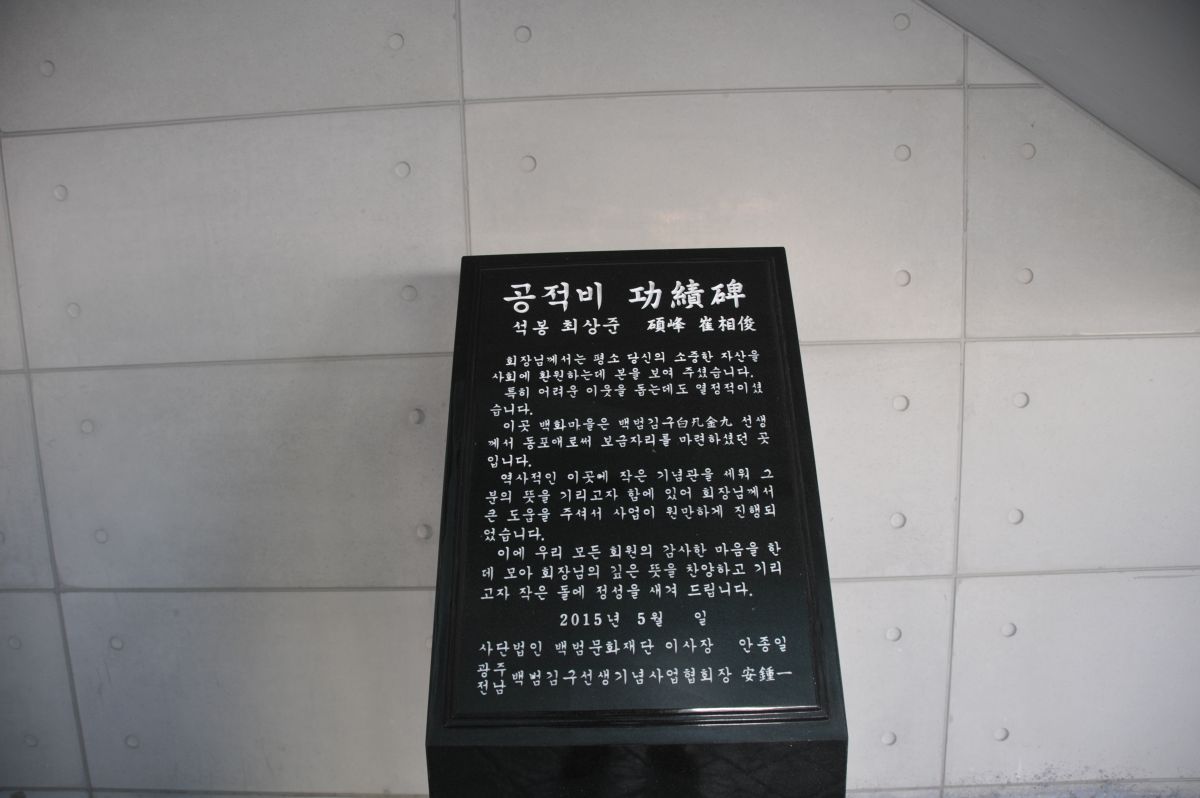 공적비 功績碑
석봉 최상준 碩峰 崔相俊
회장님께서는 평소 당신의 소중한 자산을
사회에 환원하는데 본을 보여 주셨습니다.
특히 어려운 이웃을 돕는데도 열정적이셨
습니다.
이곳 백화마을은 백범김구白凡金九 선생
께서 동포애로써 보금자리를 마련하셨던 곳
입니다.
역사적인 이곳에 작은 기념관을 세워 그
분의 뜻을 기리고자 함에 있어 회장님께서
큰 도움을 주셔서 사업이 원만하게 진행되
었습니다.
이에 우리 모든 회원의 감사한 마음을 한
데 모아 회장님의 깊은 뜻을 찬양하고 기리
고자 작은 돌에 정성을 새겨 드립니다.
2015년 5월 일
사단법인 백범문화재단 이사장 안종일
광주
전남 백범김구선생기념사업협회장 安鍾一